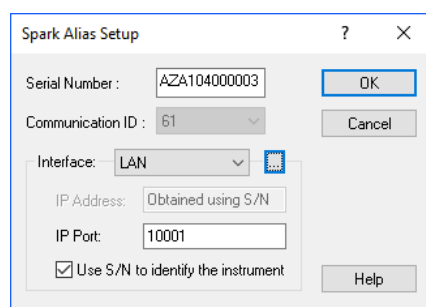 Spark Alias Setup ? ×
Serial Number : AZA104000003 OK
Communication ID : 61 Cancel
Interface: LAN ...
IP Address: Obtained using S/N
IP Port: 10001
Use S/N to identify the instrument
Help